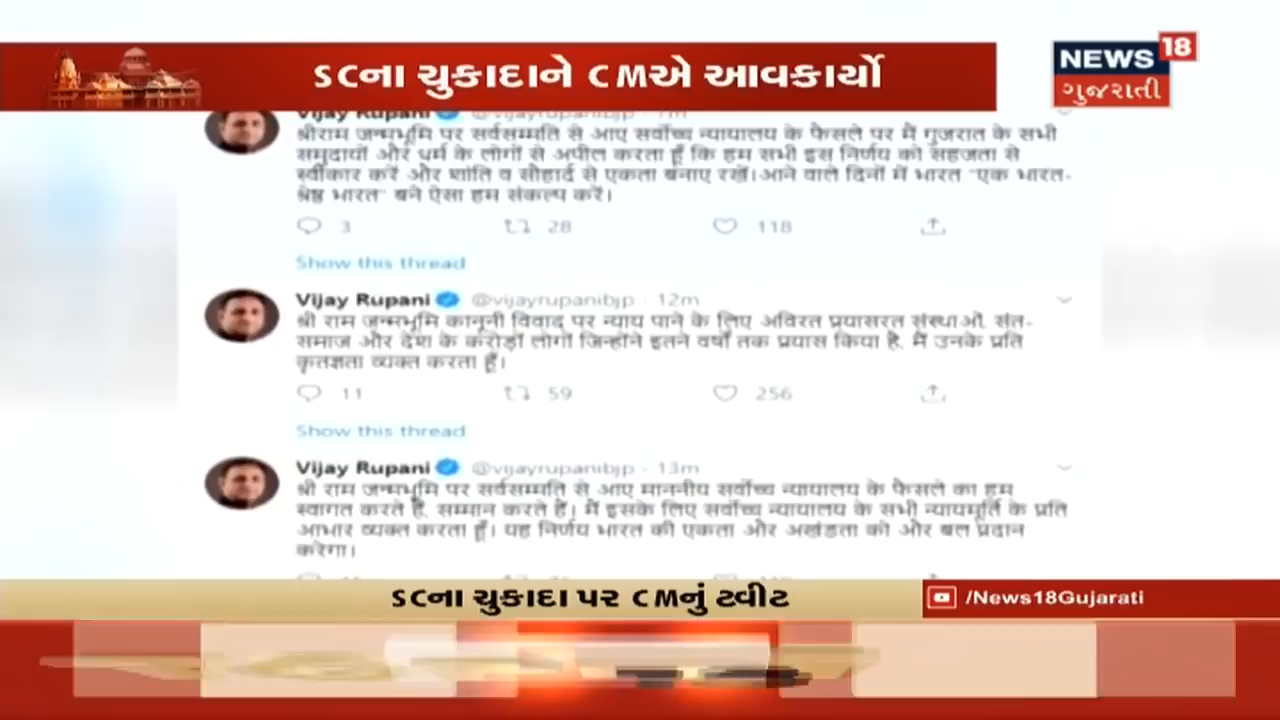 SCના ચુકાદાને CMએ આવકાર્યો
NEWS 18
ગુજરાતી
Vijay Rupani @vijayrupanibjp · 7m
श्रीराम जन्मभूमि पर सर्वसम्मति से आए सर्वोच्च न्यायालय के फैसले पर मैं गुजरात के सभी
समुदायों और धर्म के लोगों से अपील करता हूँ कि हम सभी इस निर्णय को सहजता से
स्वीकार करें और शांति व सौहार्द से एकता बनाए रखें।आने वाले दिनों में भारत "एक भारत-
श्रेष्ठ भारत" बने ऐसा हम संकल्प करें।
3 28 118
Show this thread
Vijay Rupani @vijayrupanibjp · 12m
श्री राम जन्मभूमि कानूनी विवाद पर न्याय पाने के लिए अविरत प्रयासरत संस्थाओं, संत-
समाज और देश के करोड़ों लोगों जिन्होंने इतने वर्षों तक प्रयास किया है, मैं उनके प्रति
कृतज्ञता व्यक्त करता हूँ।
11 59 256
Show this thread
Vijay Rupani @vijayrupanibjp · 13m
श्री राम जन्मभूमि पर सर्वसम्मति से आए माननीय सर्वोच्च न्यायालय के फैसले का हम
स्वागत करते हैं, सम्मान करते हैं। मैं इसके लिए सर्वोच्च न्यायालय के सभी न्यायमूर्ति के प्रति
आभार व्यक्त करता हूँ। यह निर्णय भारत की एकता और अखंडता को और बल प्रदान
करेगा।
SCના ચુકાદા પર CMનું ટ્વીટ
/News18Gujarati